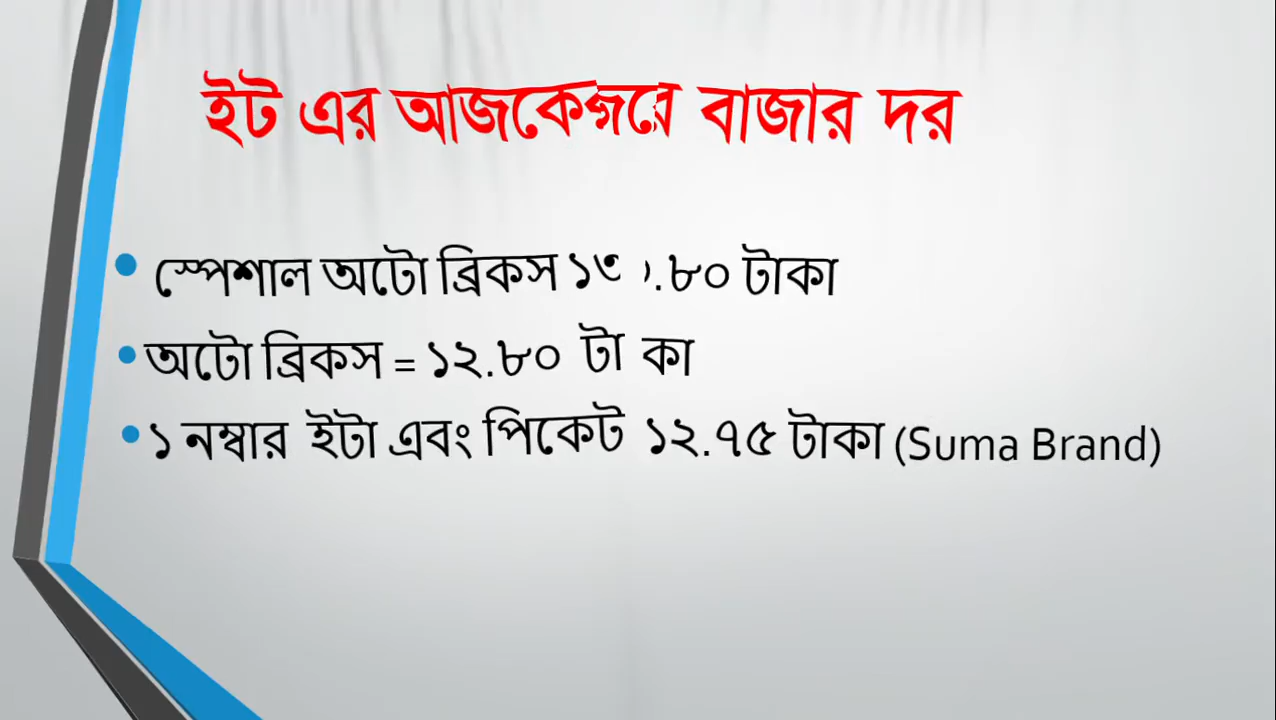 ইট এর বাজার দর
স্পেশাল অটো ব্রিকস টাকা
অটো ব্রিকস = ১২.৮০ টা কা
১ নম্বার ইটা এবং পিকেট ১২.৭৫ টাকা (Suma Brand)